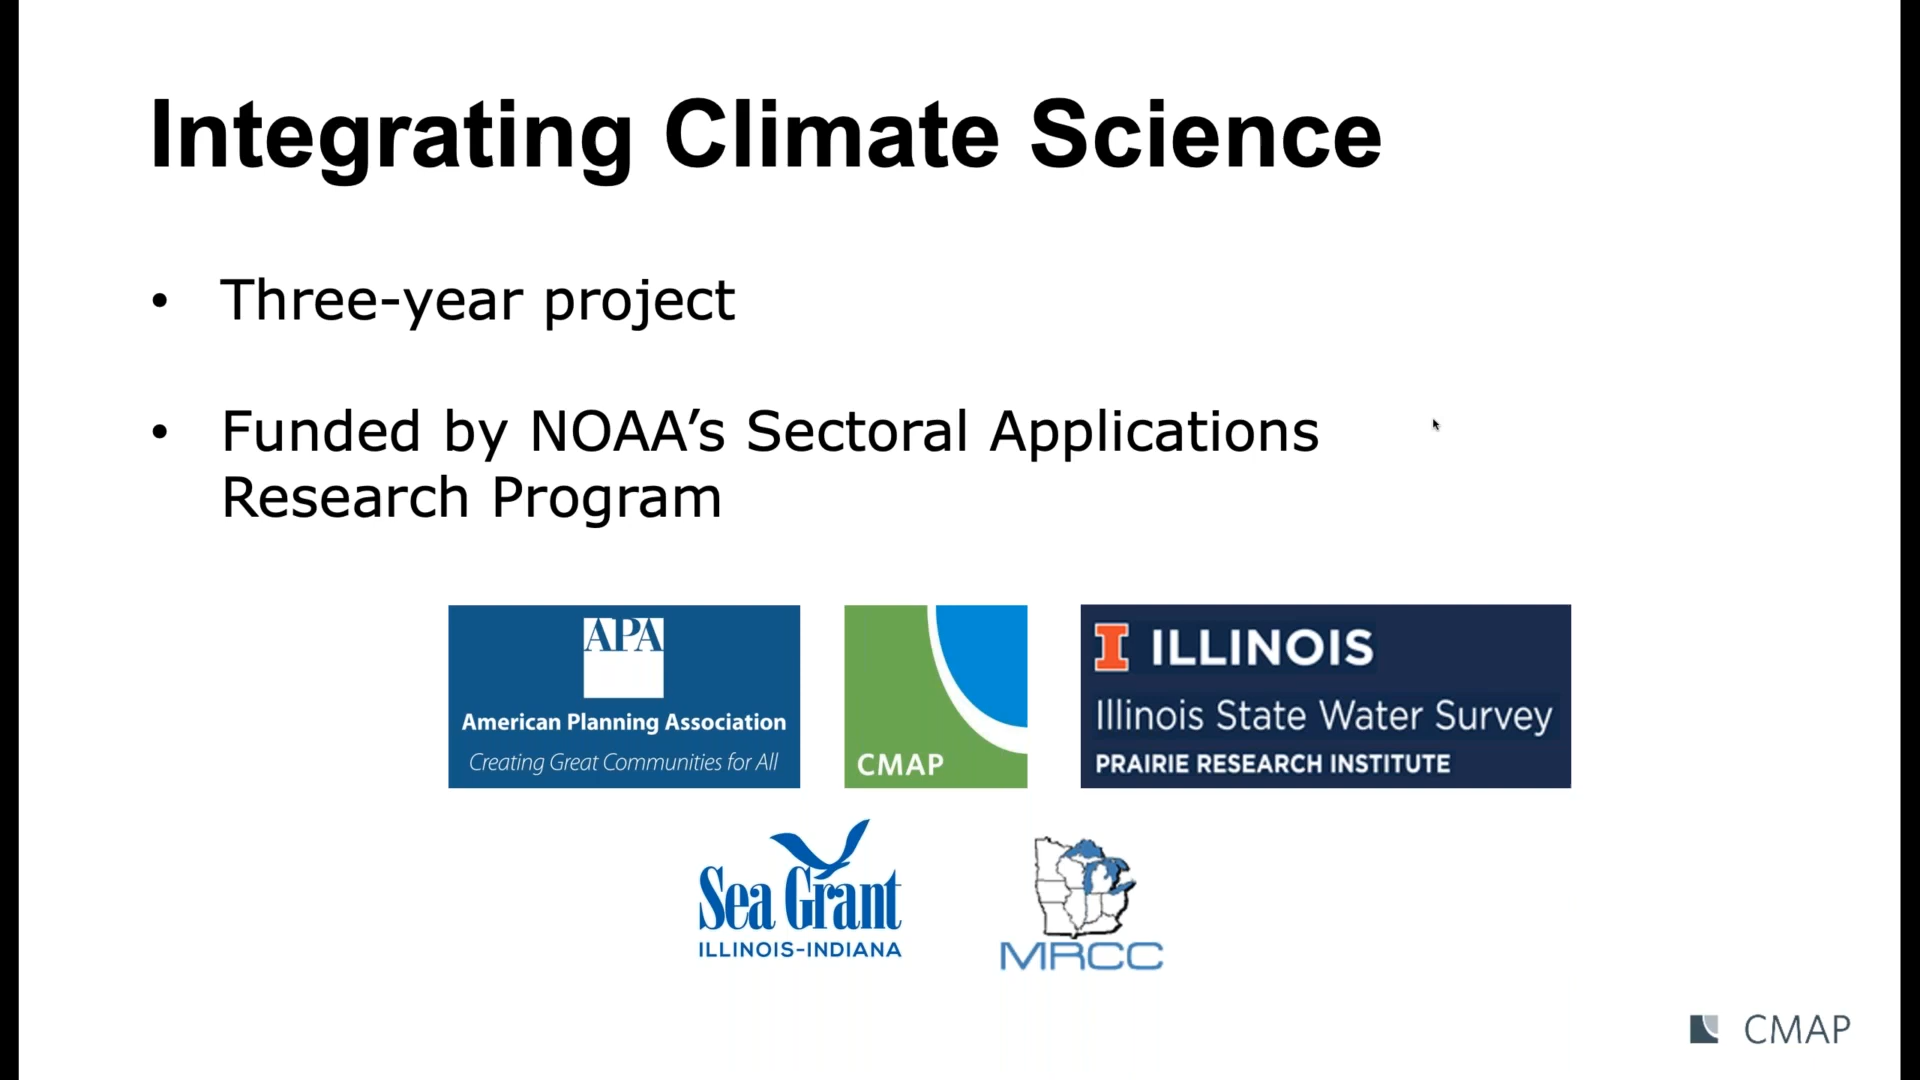 Integrating Climate Science
• Three-year project
• Funded by NOAA’s Sectoral Applications
Research Program
APA
American Planning Association
Creating Great Communities for All
CMAP
I ILLINOIS
Illinois State Water Survey
PRAIRIE RESEARCH INSTITUTE
Sea Grant
ILLINOIS-INDIANA
MRCC
CMAP